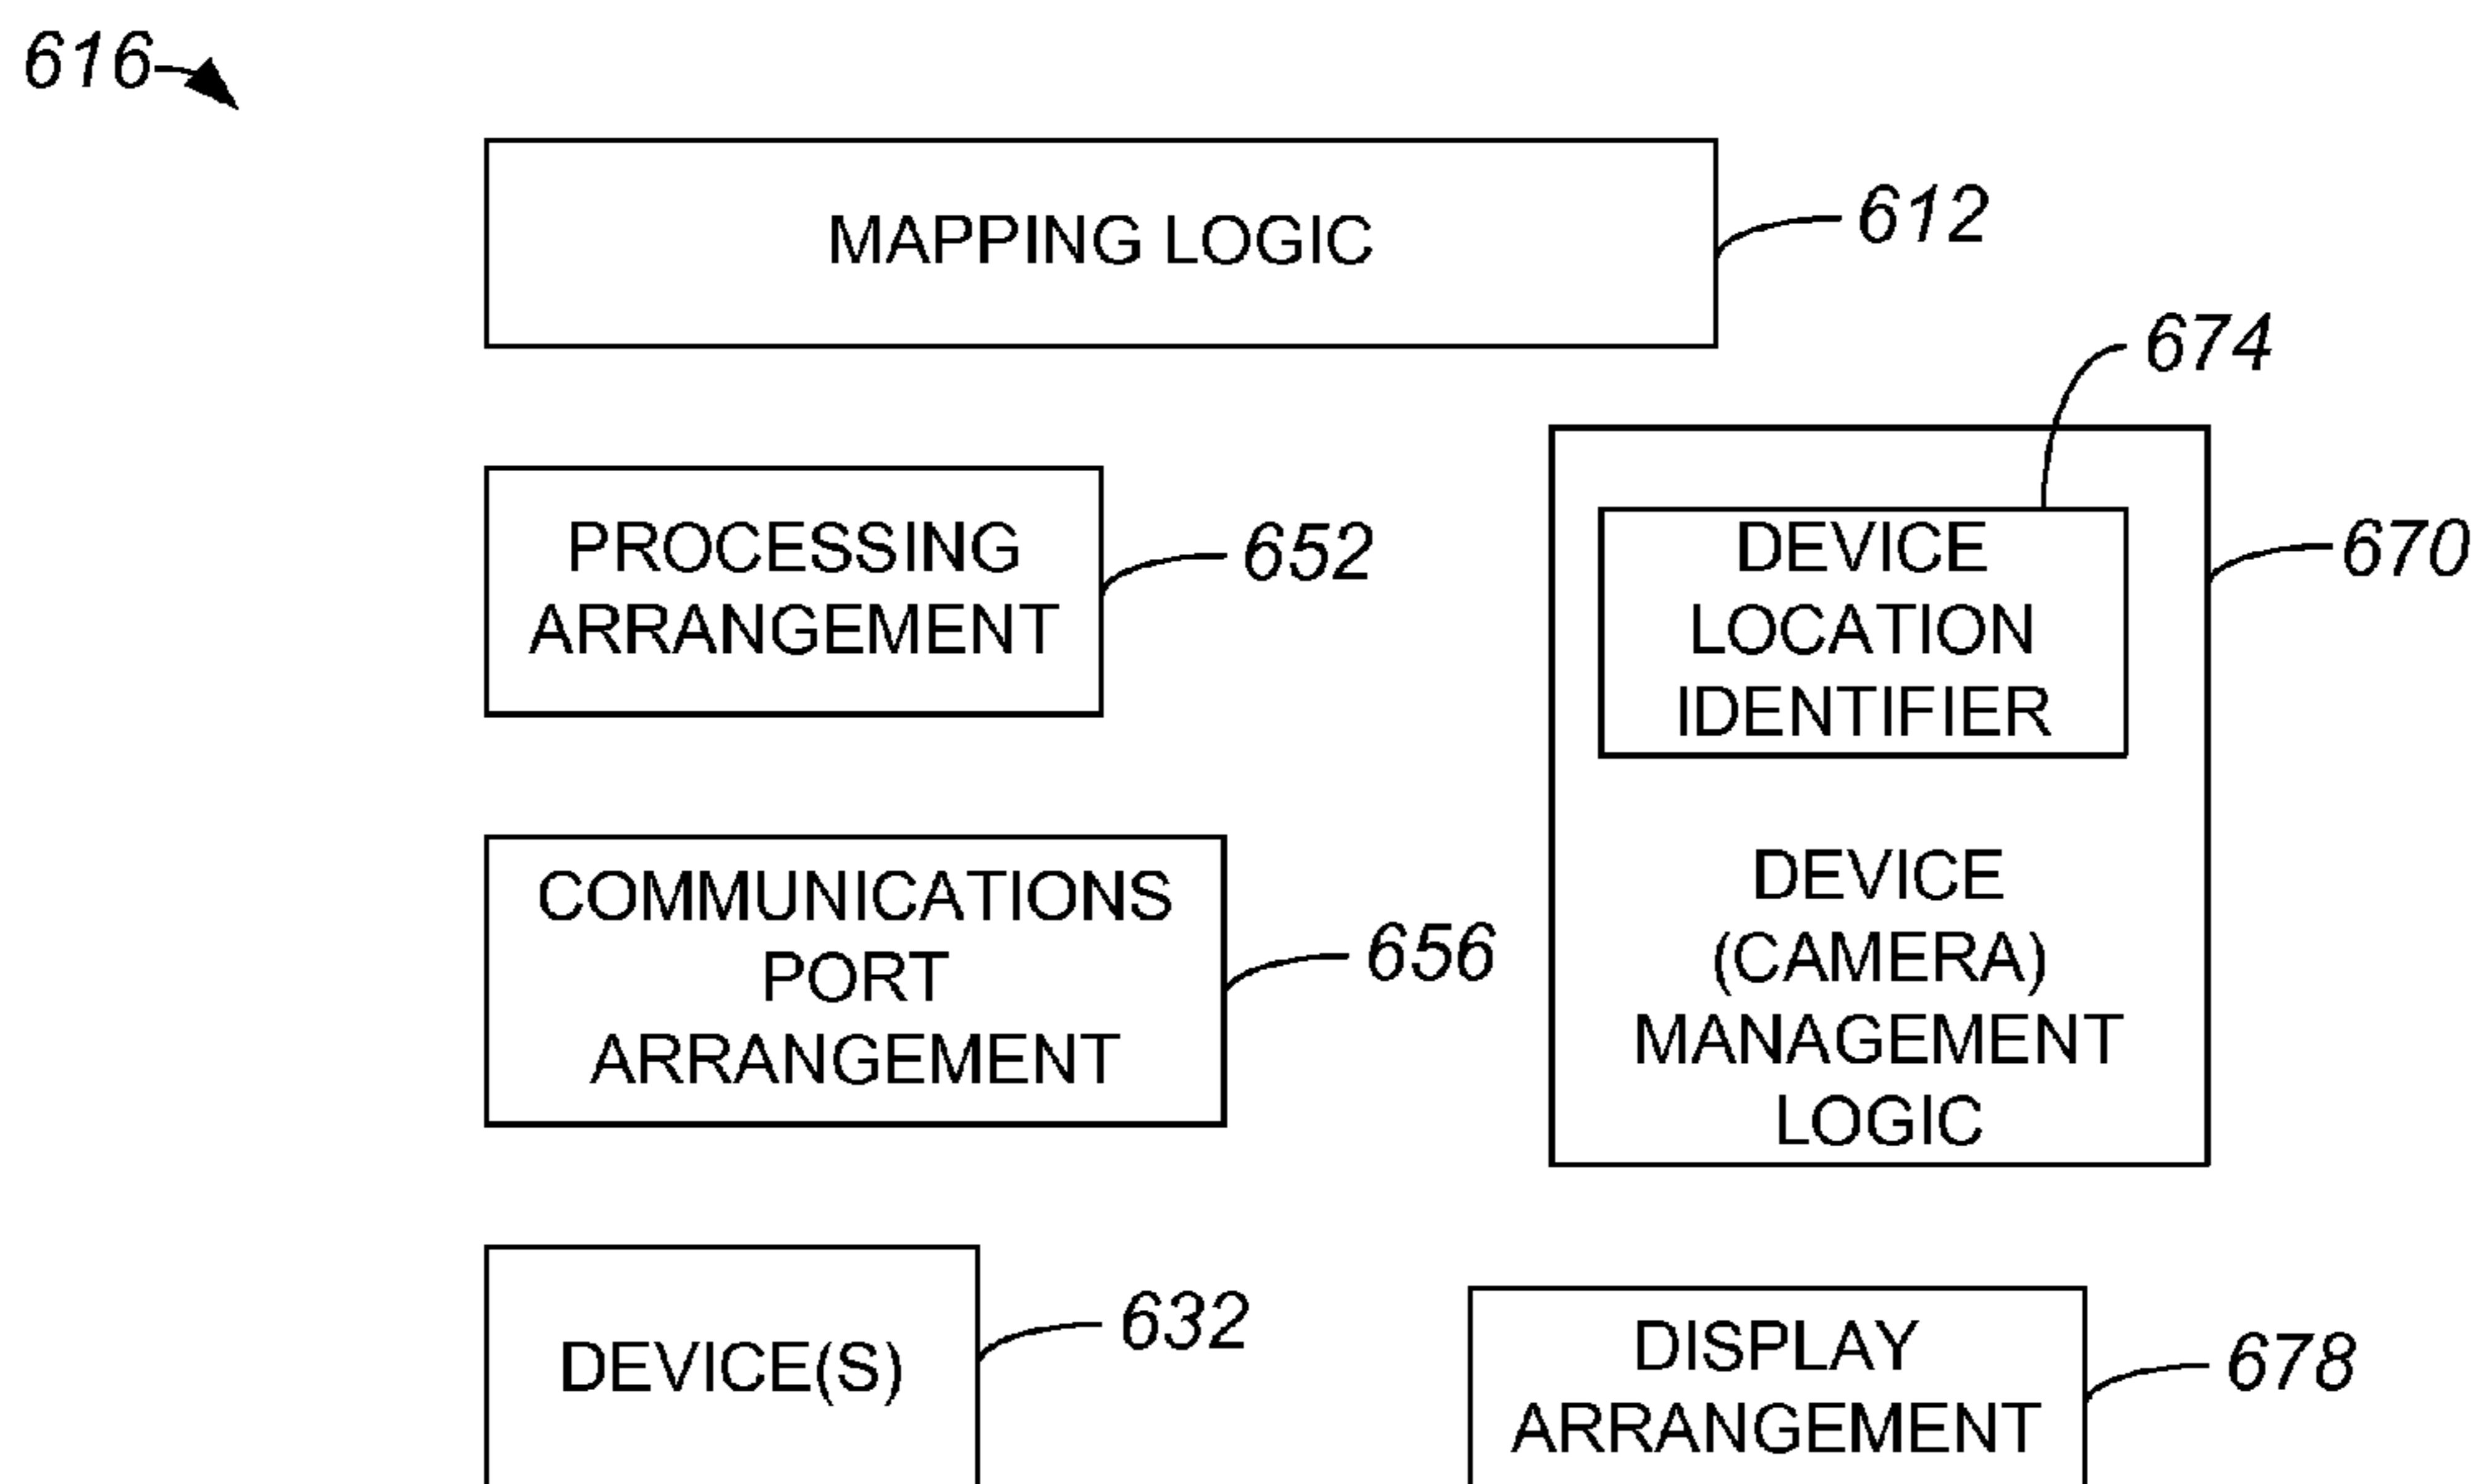 616
MAPPING LOGIC
612
674
PROCESSING
ARRANGEMENT
652
DEVICE
LOCATION
IDENTIFIER
670
COMMUNICATIONS
PORT
ARRANGEMENT
656
DEVICE
(CAMERA)
MANAGEMENT
LOGIC
DEVICE(S)
632
DISPLAY
ARRANGEMENT
678